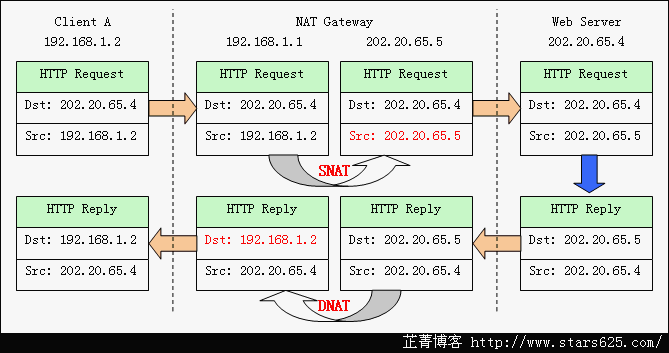 Client A NAT Gateway Web Server
192.168.1.2 192.168.1.1 202.20.65.5 202.20.65.4
HTTP Request HTTP Request HTTP Request HTTP Request
Dst: 202.20.65.4 Dst: 202.20.65.4 Dst: 202.20.65.4 Dst: 202.20.65.4
Src: 192.168.1.2 Src: 192.168.1.2 Src: 202.20.65.5 Src: 202.20.65.5
SNAT
HTTP Reply HTTP Reply HTTP Reply HTTP Reply
Dst: 192.168.1.2 Dst: 192.168.1.2 Dst: 202.20.65.5 Dst: 202.20.65.5
Src: 202.20.65.4 Src: 202.20.65.4 Src: 202.20.65.4 Src: 202.20.65.4
DNAT
芷菁博客 http://www.stars625.com/